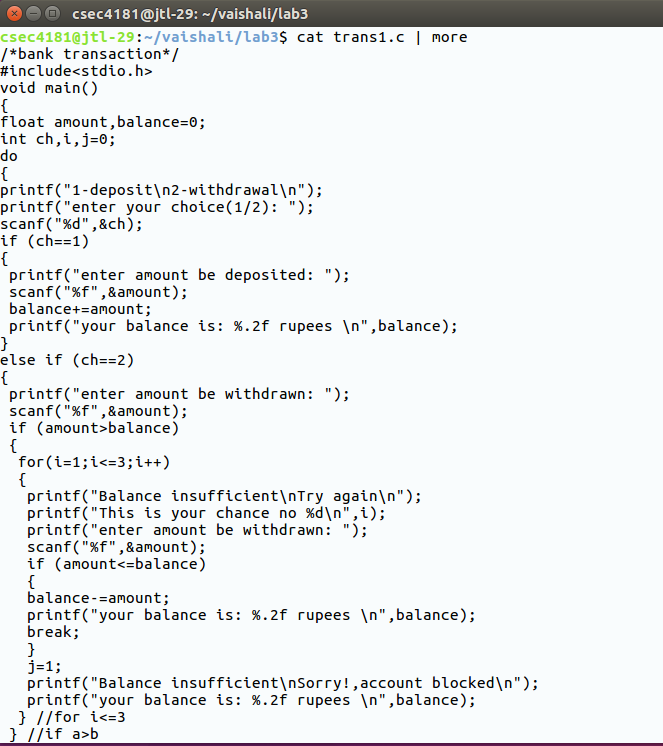 csec4181@jtl-29: ~/vaishali/lab3
csec4181@jtl-29:~/vaishali/lab3$ cat trans1.c | more
/*bank transaction*/
#include<stdio.h>
void main()
{
float amount,balance=0;
int ch,i,j=0;
do
{
printf("1-deposit\n2-withdrawal\n");
printf("enter your choice(1/2): ");
scanf("%d",&ch);
if (ch==1)
{
 printf("enter amount be deposited: ");
 scanf("%f",&amount);
 balance+=amount;
 printf("your balance is: %.2f rupees \n",balance);
}
else if (ch==2)
{
 printf("enter amount be withdrawn: ");
 scanf("%f",&amount);
 if (amount>balance)
 {
  for(i=1;i<=3;i++)
  {
   printf("Balance insufficient\nTry again\n");
   printf("This is your chance no %d\n",i);
   printf("enter amount be withdrawn: ");
   scanf("%f",&amount);
   if (amount<=balance)
   {
   balance-=amount;
   printf("your balance is: %.2f rupees \n",balance);
   break;
   }
   j=1;
   printf("Balance insufficient\nSorry!,account blocked\n");
   printf("your balance is: %.2f rupees \n",balance);
  } //for i<=3
 } //if a>b